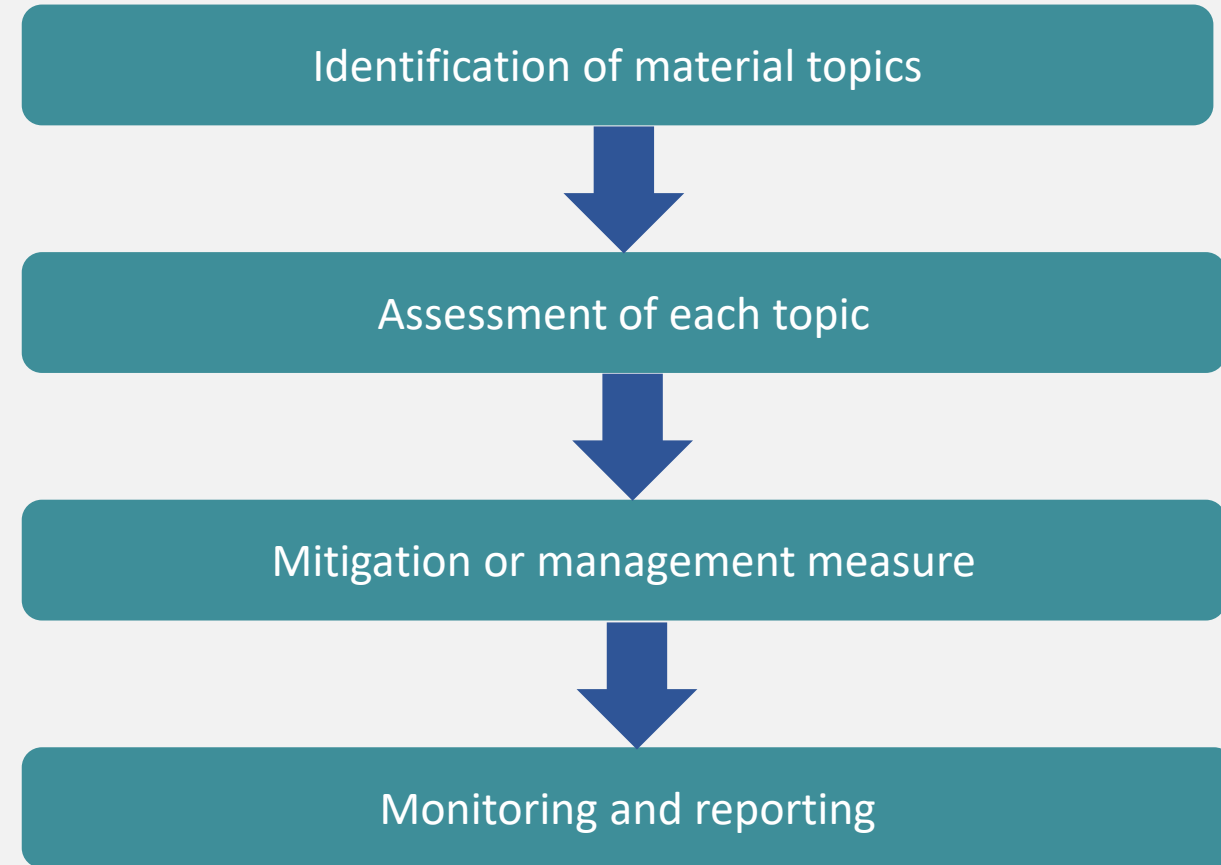 Identification of material topics
Assessment of each topic
Mitigation or management measure
Monitoring and reporting